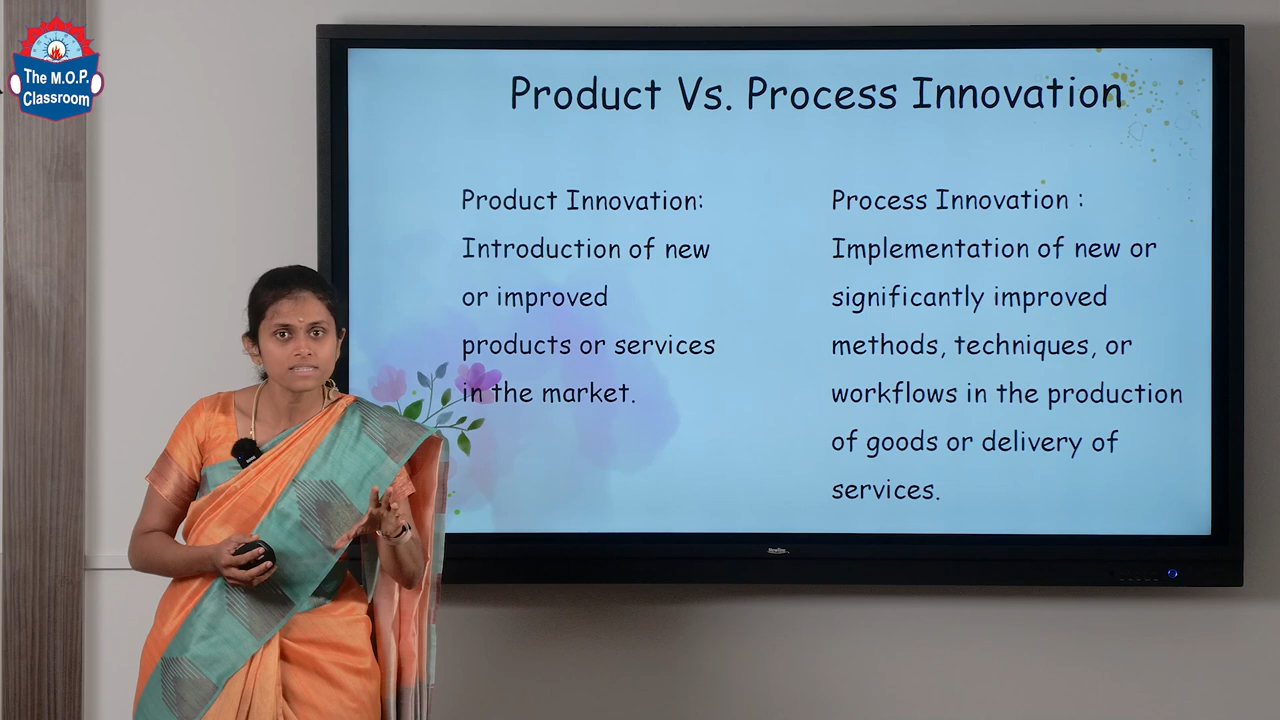 The M.O.P.
Classroom
Product Vs. Process Innovation
Product Innovation:
Introduction of new
or improved
products or services
in the market.
Process Innovation :
Implementation of new or
significantly improved
methods, techniques, or
workflows in the production
of goods or delivery of
services.